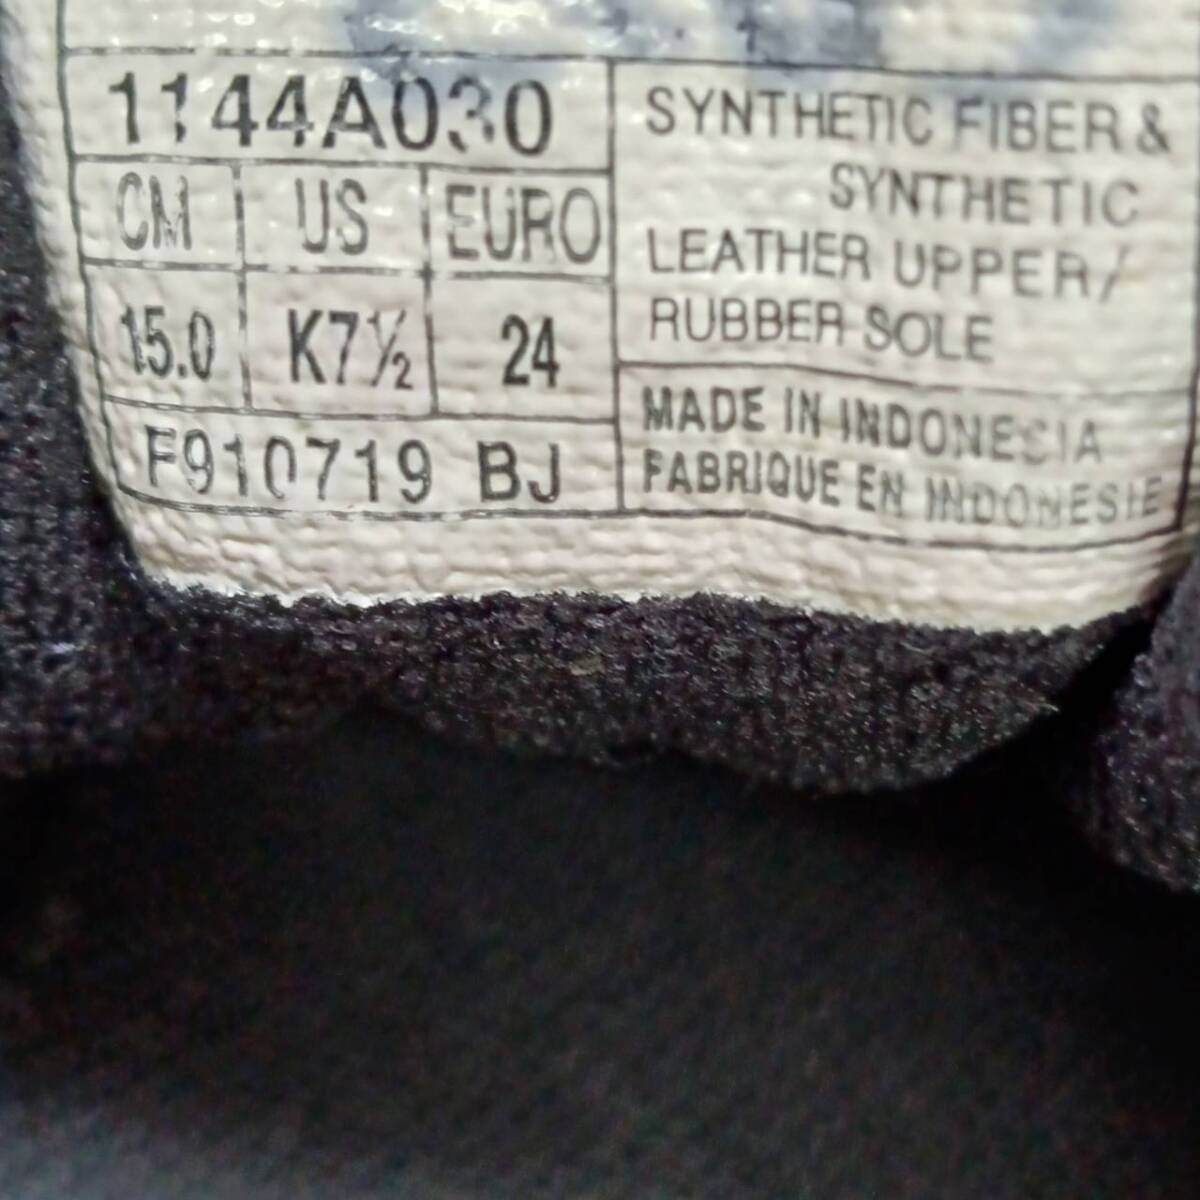 1144A030
CM US EURO
15.0 K7½ 24
F910719 BJ
SYNTHETIC FIBER &
SYNTHETIC
LEATHER UPPER/
RUBBER SOLE
MADE IN INDONESIA
FABRIQUE EN INDONESIE